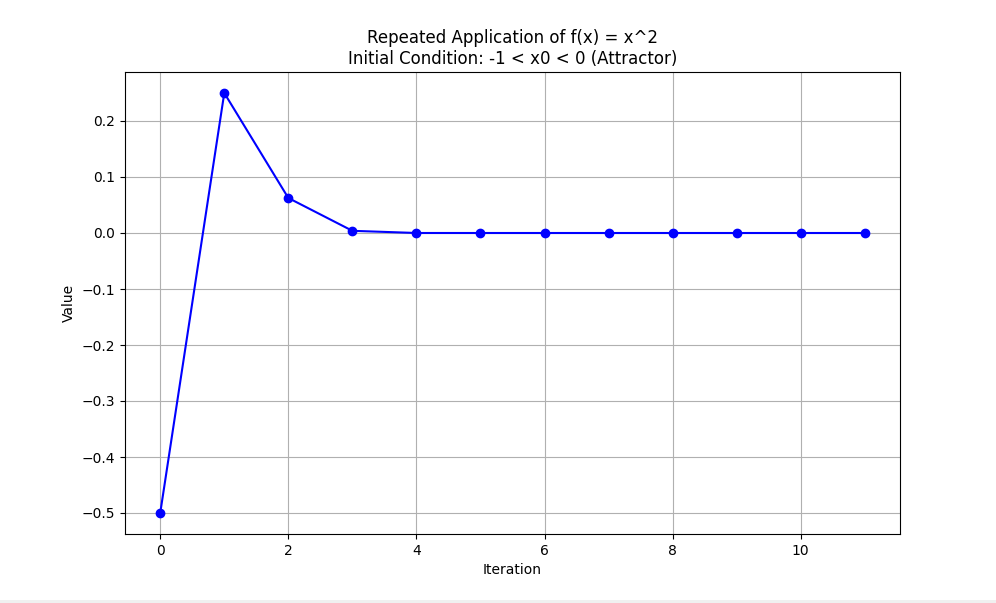 Repeated Application of f(x) = x^2
Initial Condition: -1 < x0 < 0 (Attractor)
0.2
0.1
0.0
−0.1
−0.2
−0.3
−0.4
−0.5
Value
0 2 4 6 8 10
Iteration